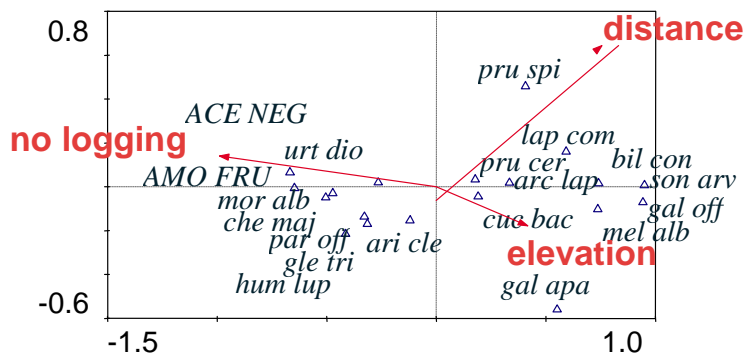 0.8
distance
pru spi
ACE NEG
no logging
urt dio
lap com
bil con
pru cer
AMO FRU
arc lap
son arv
mor alb
gal off
che maj
cuc bac
mel alb
par off
ari cle
elevation
gle tri
gal apa
hum lup
-0.6
-1.5
1.0